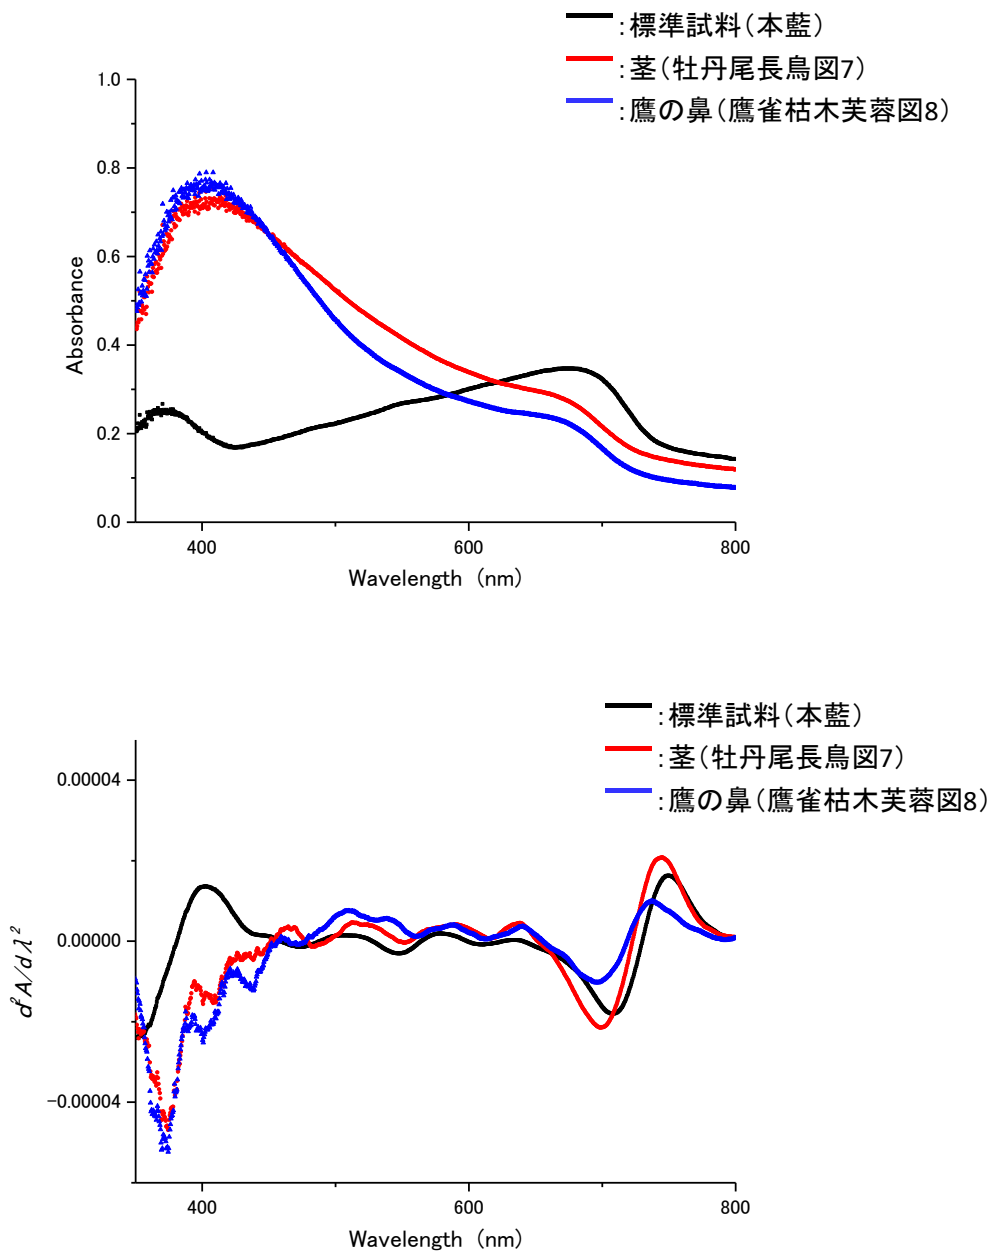 :標準試料(本藍)
:茎(牡丹尾長鳥図7)
:鷹の鼻(鷹雀枯木芙蓉図8)
1.0
0.8
0.6
0.4
0.2
0.0
Absorbance
400
600
800
Wavelength (nm)
:標準試料(本藍)
:茎(牡丹尾長鳥図7)
:鷹の鼻(鷹雀枯木芙蓉図8)
0.00004
0.00000
−0.00004
d²A/dλ²
400
600
800
Wavelength (nm)